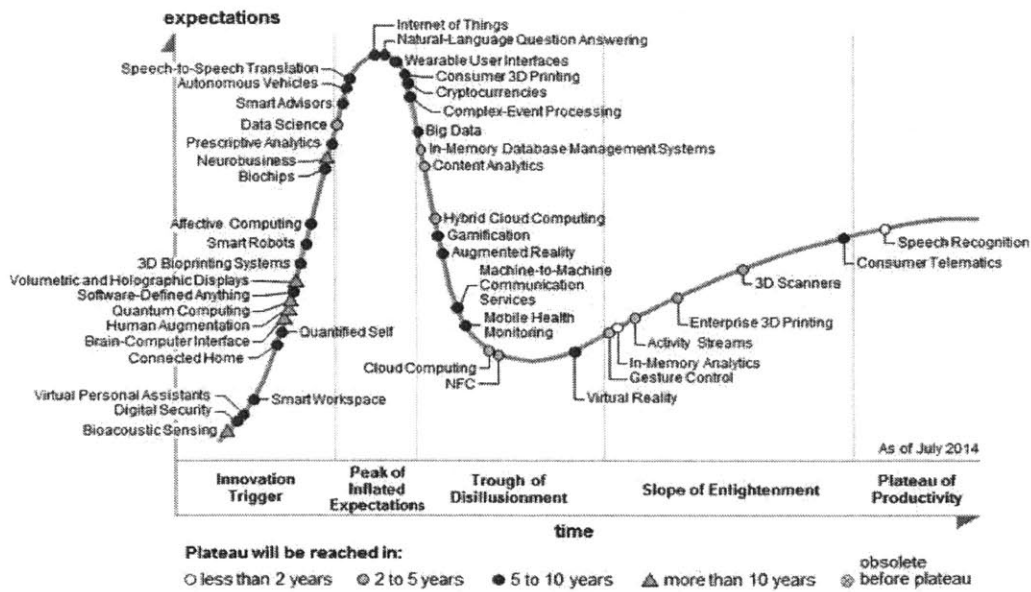 expectations
Internet of Things
Natural-Language Question Answering
Wearable User Interfaces
Consumer 3D Printing
Cryptocurrencies
Complex-Event Processing
Speech-to-Speech Translation
Autonomous Vehicles
Smart Advisors
Data Science
Prescriptive Analytics
Neurobusiness
Biochips
Big Data
In-Memory Database Management Systems
Content Analytics
Affective Computing
Smart Robots
3D Bioprinting Systems
Volumetric and Holographic Displays
Software-Defined Anything
Quantum Computing
Human Augmentation
Brain-Computer Interface
Connected Home
Quantified Self
Virtual Personal Assistants
Digital Security
Bioacoustic Sensing
Smart Workspace
Hybrid Cloud Computing
Gamification
Augmented Reality
Machine-to-Machine
Communication
Services
Mobile Health
Monitoring
Cloud Computing
NFC
Virtual Reality
Gesture Control
In-Memory Analytics
Activity Streams
Enterprise 3D Printing
3D Scanners
Consumer Telematics
Speech Recognition
As of July 2014
Innovation
Trigger
Peak of
Inflated
Expectations
Trough of
Disillusionment
Slope of Enlightenment
Plateau of
Productivity
time
Plateau will be reached in:
less than 2 years
2 to 5 years
5 to 10 years
more than 10 years
obsolete
before plateau